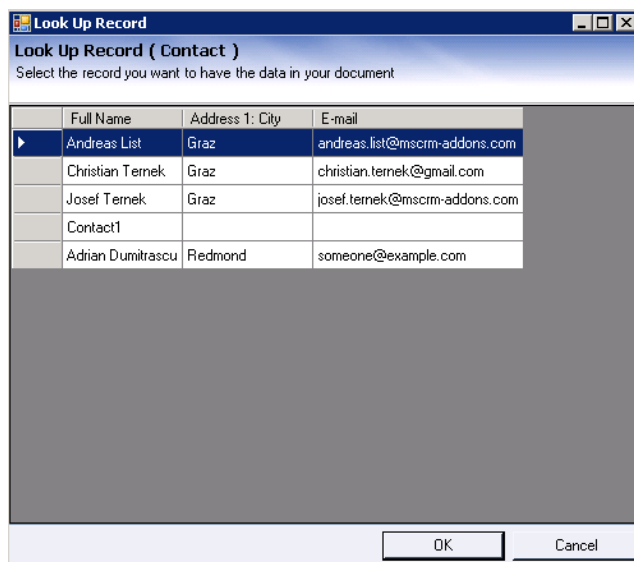 Look Up Record
Look Up Record ( Contact )
Select the record you want to have the data in your document
Full Name Address 1: City E-mail
Andreas List Graz andreas.list@mscrm-addons.com
Christian Ternek Graz christian.ternek@gmail.com
Josef Ternek Graz josef.ternek@mscrm-addons.com
Contact1
Adrian Dumitrascu Redmond someone@example.com
OK Cancel